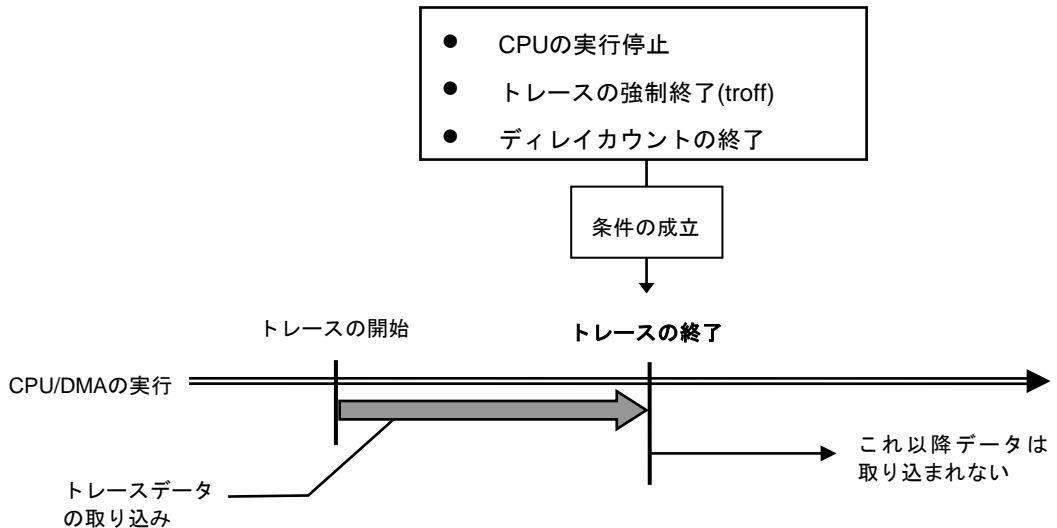 ● CPUの実行停止
● トレースの強制終了(troff)
● ディレイカウントの終了
条件の成立
トレースの開始
トレースの終了
CPU/DMAの実行
これ以降データは
取り込まれない
トレースデータ
の取り込み